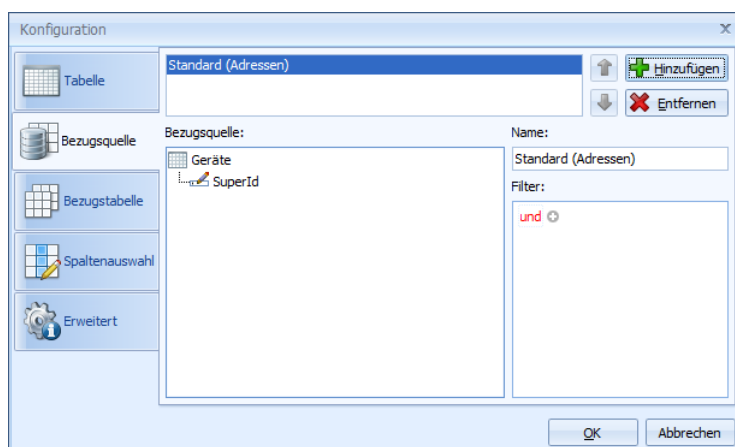 Konfiguration
Tabelle
Bezugsquelle
Bezugstabelle
Spaltenauswahl
Erweitert
Standard (Adressen)
Hinzufügen
Entfernen
Bezugsquelle:
Geräte
SuperId
Name:
Standard (Adressen)
Filter:
und
OK
Abbrechen